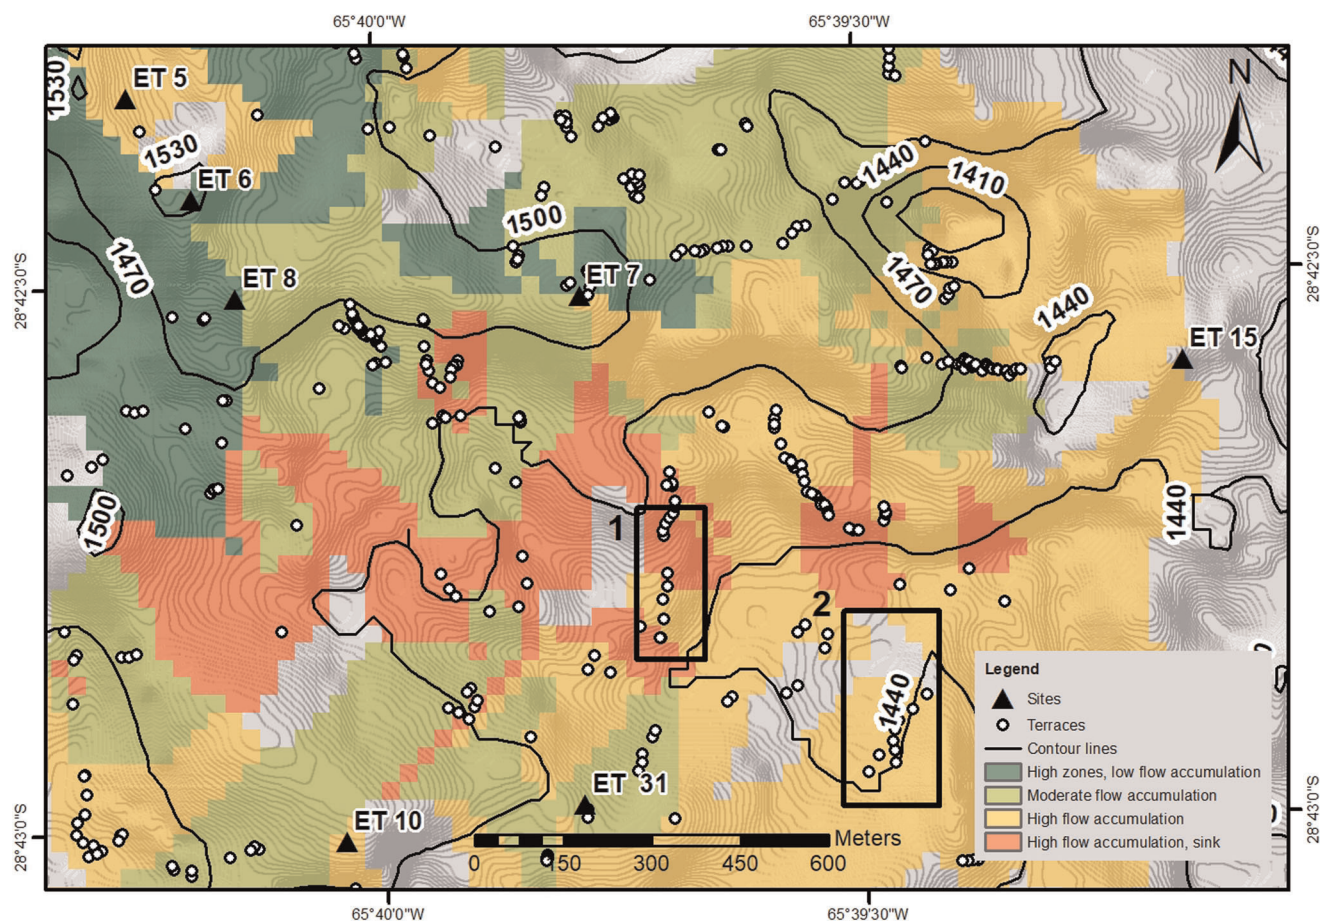 65°40'0"W
65°39'30"W
1530
ET 5
N
1530
ET 6
1440
1410
1500
1470
ET 8
ET 7
1470
1440
28°42'30"S
28°42'30"S
ET 15
1500
1
1440
2
1440
Legend
Sites
Terraces
Contour lines
High zones, low flow accumulation
Moderate flow accumulation
High flow accumulation
High flow accumulation, sink
ET 31
ET 10
Meters
0
150
300
450
600
28°43'0"S
28°43'0"S
65°40'0"W
65°39'30"W